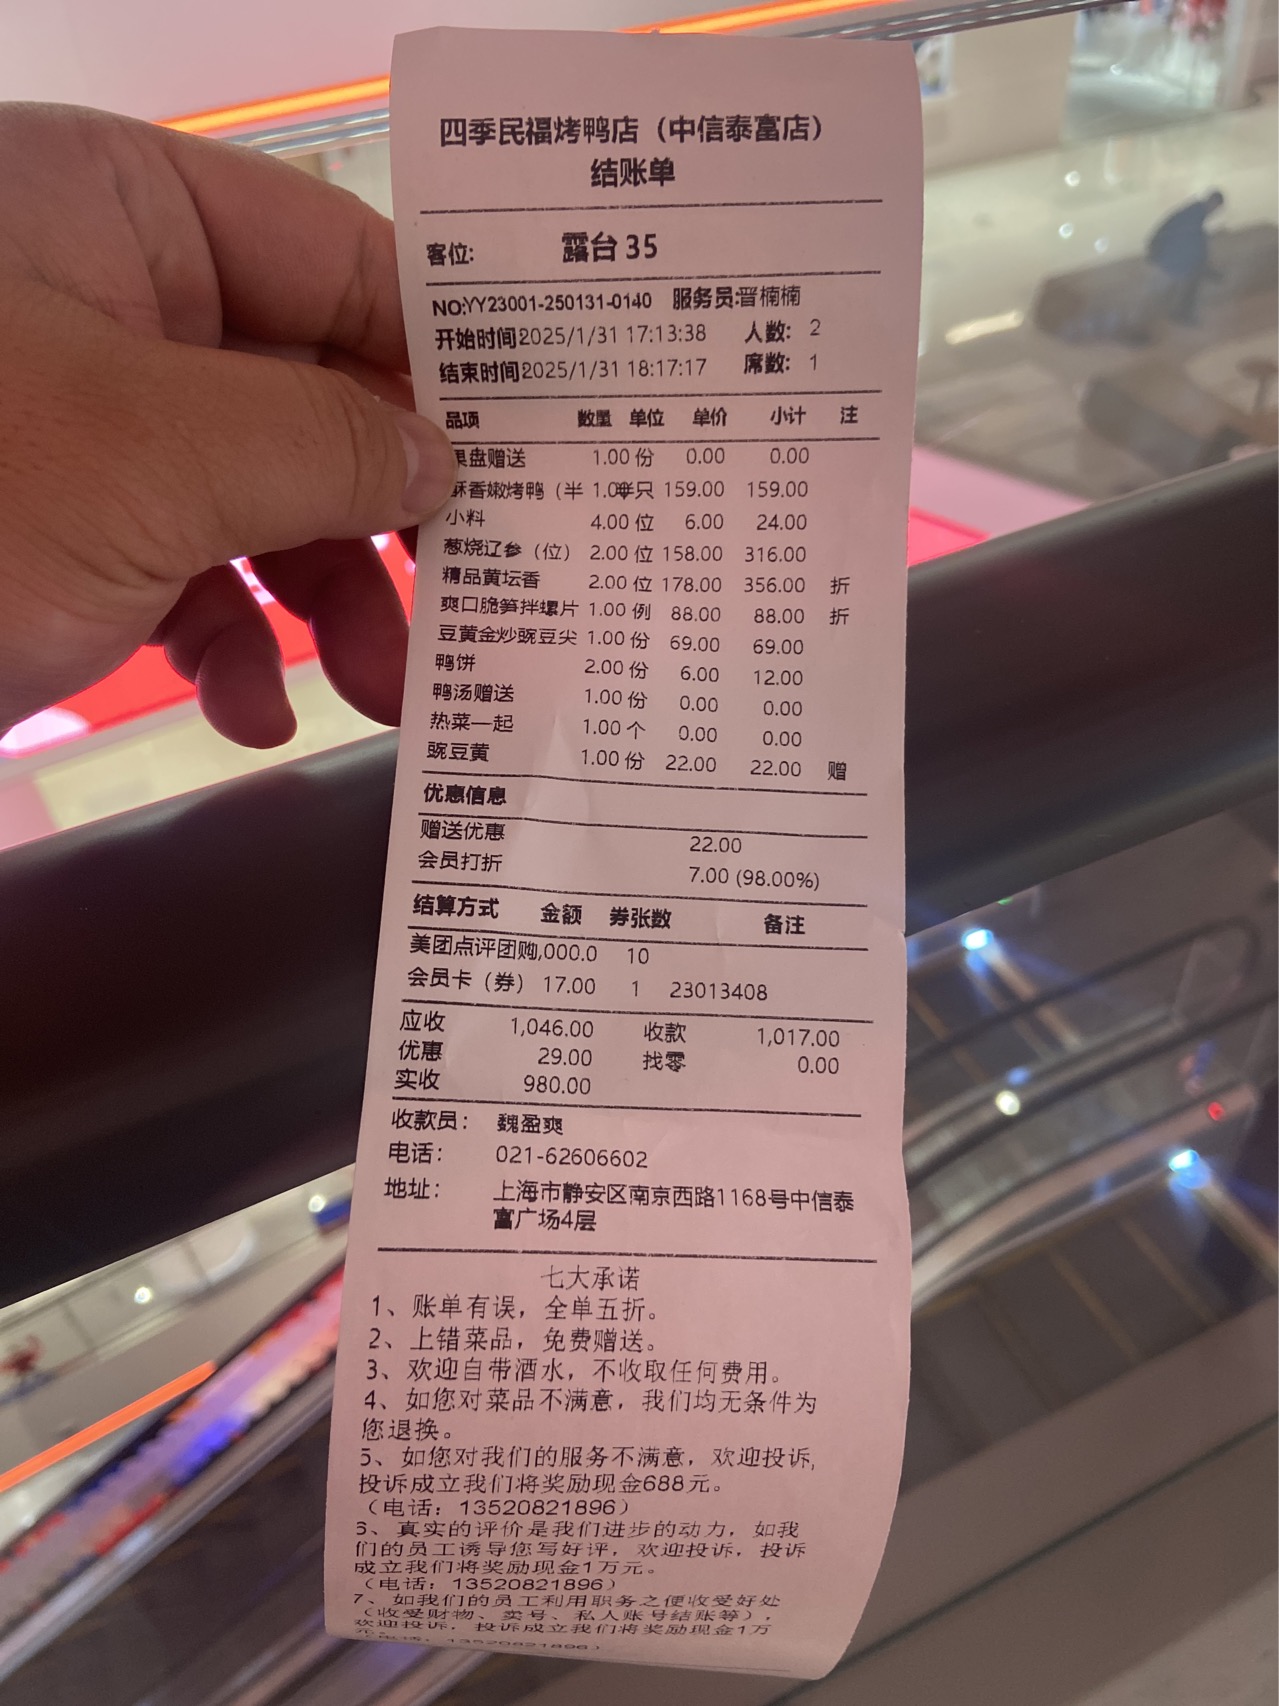 四季民福烤鸭店（中信泰富店）
结账单
客位: 露台 35
NO:YY23001-250131-0140 服务员:晋楠楠
开始时间2025/1/31 17:13:38 人数: 2
结束时间2025/1/31 18:17:17 席数: 1
品项 数量 单位 单价 小计 注
果盘赠送 1.00 份 0.00 0.00
酥香嫩烤鸭（半 1.00 半只 159.00 159.00
小料 4.00 位 6.00 24.00
葱烧辽参（位） 2.00 位 158.00 316.00
精品黄坛香 2.00 位 178.00 356.00 折
爽口脆笋拌螺片 1.00 例 88.00 88.00 折
豆黄金炒豌豆尖 1.00 份 69.00 69.00
鸭饼 2.00 份 6.00 12.00
鸭汤赠送 1.00 份 0.00 0.00
热菜一起 1.00 个 0.00 0.00
豌豆黄 1.00 份 22.00 22.00 赠
优惠信息
赠送优惠 22.00
会员打折 7.00 (98.00%)
结算方式 金额 券张数 备注
美团点评团购,000.0 10
会员卡（券） 17.00 1 23013408
应收 1,046.00 收款 1,017.00
优惠 29.00 找零 0.00
实收 980.00
收款员: 魏盈爽
电话: 021-62606602
地址: 上海市静安区南京西路1168号中信泰
富广场4层
七大承诺
1、账单有误，全单五折。
2、上错菜品，免费赠送。
3、欢迎自带酒水，不收取任何费用。
4、如您对菜品不满意，我们均无条件为
您退换。
5、如您对我们的服务不满意，欢迎投诉，
投诉成立我们将奖励现金688元。
（电话：13520821896）
6、真实的评价是我们进步的动力，如我
们的员工诱导您写好评，欢迎投诉，投诉
成立我们将奖励现金1万元。
（电话：13520821896）
7、如我们的员工利用职务之便收受好处
（收受财物、卖号、私人账号结账等），
欢迎投诉，投诉成立我们将奖励现金1万
元。
（电话：13520821896）